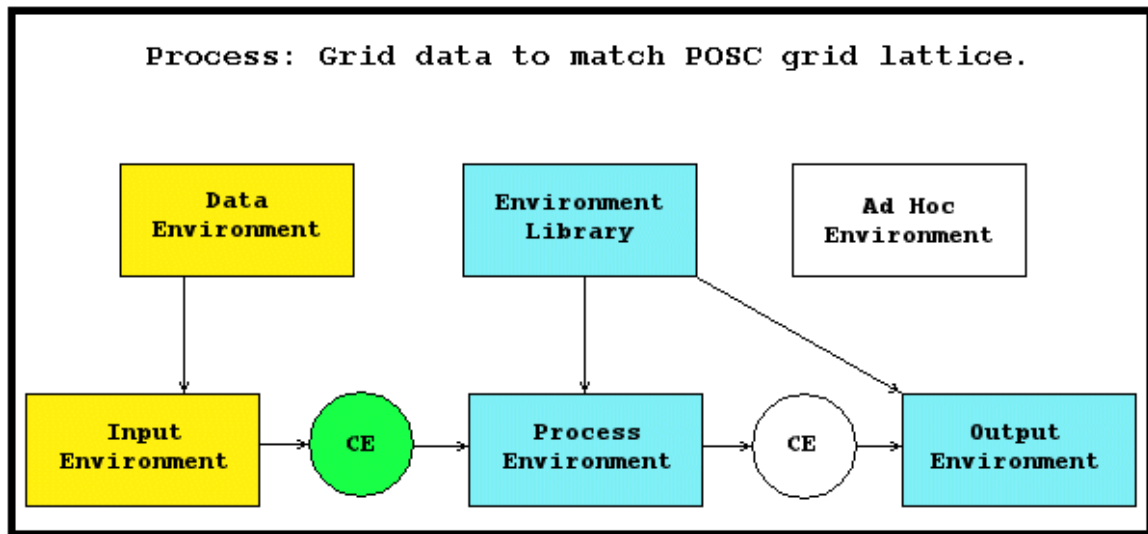 Process: Grid data to match POSC grid lattice.
Data
Environment
Environment
Library
Ad Hoc
Environment
Input
Environment
CE
Process
Environment
CE
Output
Environment